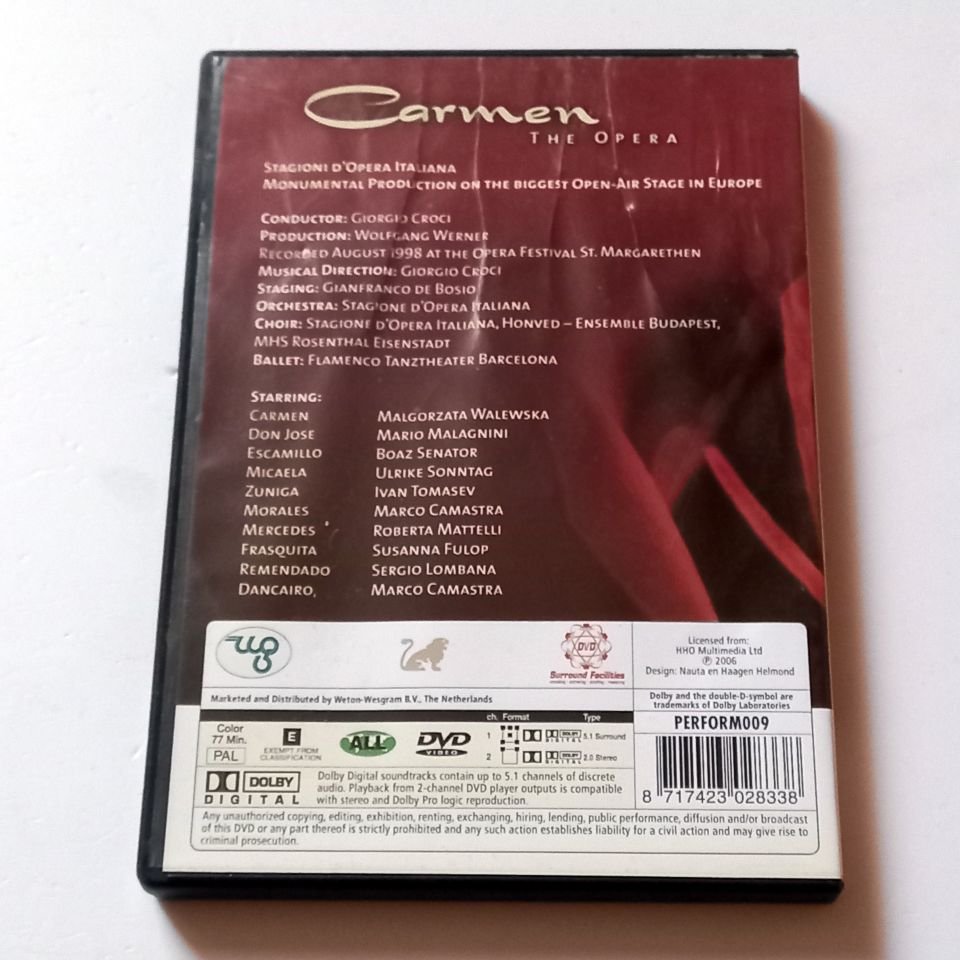 Carmen
THE OPERA
STAGIONI D'OPERA ITALIANA
MONUMENTAL PRODUCTION ON THE BIGGEST OPEN-AIR STAGE IN EUROPE
CONDUCTOR: GIORGIO CROCI
PRODUCTION: WOLFGANG WERNER
RECORDED AUGUST 1998 AT THE OPERA FESTIVAL ST. MARGARETHEN
MUSICAL DIRECTION: GIORGIO CROCI
STAGING: GIANFRANCO DE BOSIO
ORCHESTRA: STAGIONE D'OPERA ITALIANA
CHOIR: STAGIONE D'OPERA ITALIANA, HONVED – ENSEMBLE BUDAPEST,
MHS ROSENTHAL EISENSTADT
BALLET: FLAMENCO TANZTHEATER BARCELONA
STARRING:
CARMEN MALGORZATA WALEWSKA
DON JOSE MARIO MALAGNINI
ESCAMILLO BOAZ SENATOR
MICAELA ULRIKE SONNTAG
ZUNIGA IVAN TOMASEV
MORALES MARCO CAMASTRA
MERCEDES ROBERTA MATTELLI
FRASQUITA SUSANNA FULOP
REMENDADO SERGIO LOMBANA
DANCAIRO, MARCO CAMASTRA
wg
DVD
Surround Facilities
Licensed from:
HHO Multimedia Ltd
℗ 2006
Design: Nauta en Haagen Helmond
Marketed and Distributed by Weton-Wesgram B.V., The Netherlands
Dolby and the double-D-symbol are
trademarks of Dolby Laboratories
PERFORM009
Color
77 Min.
PAL
E
EXEMPT FROM
CLASSIFICATION
ALL
DVD
VIDEO
ch. Format Type
1 DOLBY DIGITAL 5.1 Surround
2 DOLBY DIGITAL 2.0 Stereo
DOLBY
DIGITAL
Dolby Digital soundtracks contain up to 5.1 channels of discrete
audio. Playback from 2-channel DVD player outputs is compatible
with stereo and Dolby Pro logic reproduction.
8 717423 028338
Any unauthorized copying, editing, exhibition, renting, exchanging, hiring, lending, public performance, diffusion and/or broadcast
of this DVD or any part thereof is strictly prohibited and any such action establishes liability for a civil action and may give rise to
criminal prosecution.